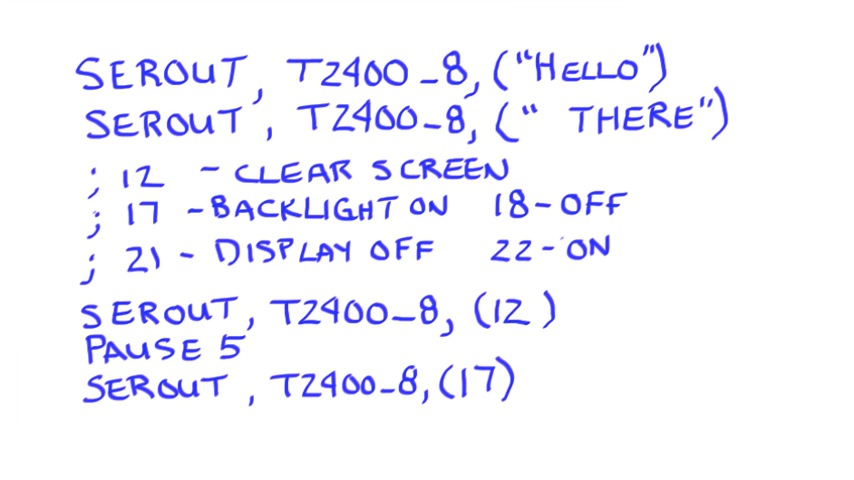 SEROUT, T2400_8, ("HELLO")
SEROUT, T2400_8, (" THERE")
; 12 - CLEAR SCREEN
; 17 - BACKLIGHT ON 18 - OFF
; 21 - DISPLAY OFF 22 - ON
SEROUT, T2400_8, (12)
PAUSE 5
SEROUT, T2400_8, (17)